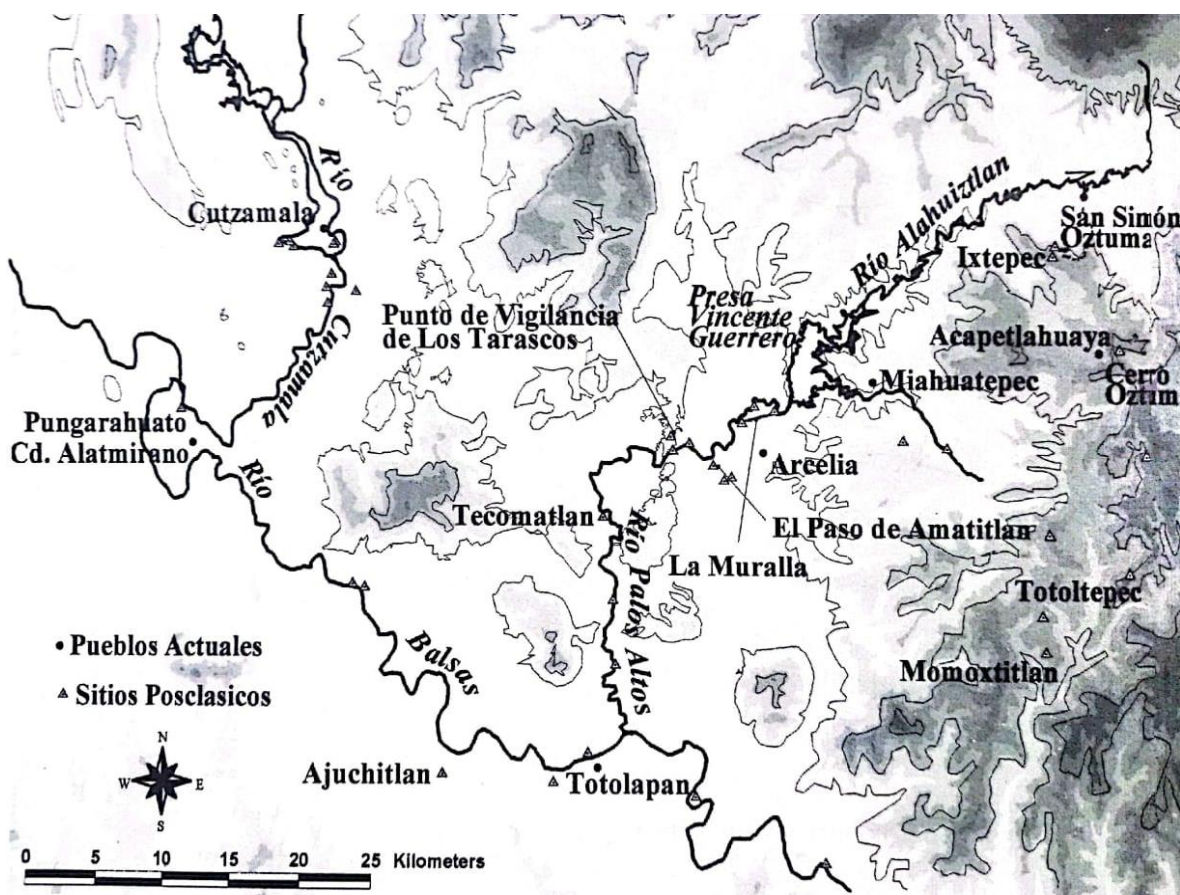 Río
Cutzamala
Cutzamala
Río Alahuiztlan
San Simón
Oztuma
Ixtepec
Punto de Vigilancia
de Los Tarascos
Presa
Vincente
Guerrero
Acapetlahuaya
Cerro
Oztum
Miahuatepec
Pungarahuato
Cd. Alatmirano
Río
Arcelia
Tecomatlan
Río Palos Altos
El Paso de Amatitlan
La Muralla
Totoltepec
Pueblos Actuales
Balsas
Momoxtitlan
Sitios Posclasicos
N
W E
S
Ajuchitlan
Totolapan
0 5 10 15 20 25 Kilometers